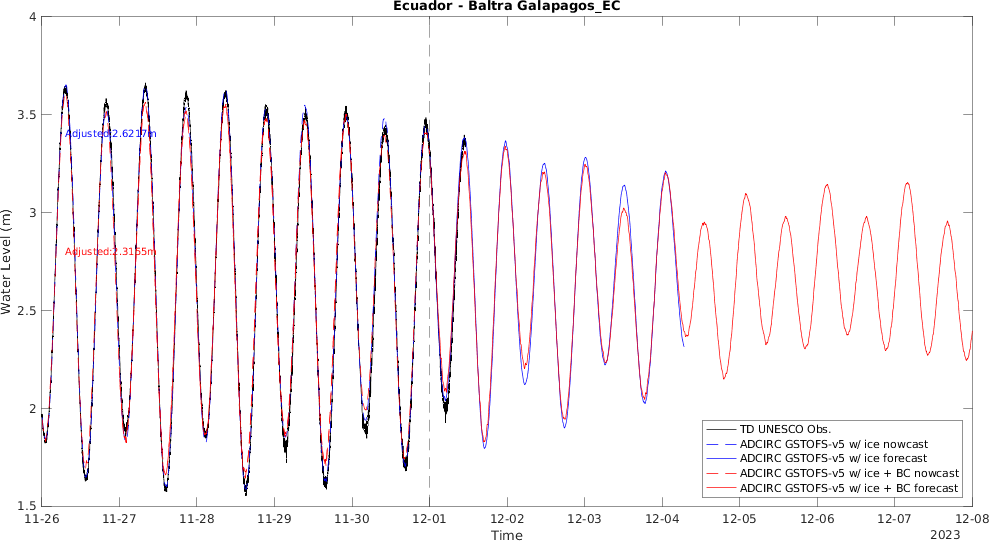 Ecuador - Baltra Galapagos_EC
4
3.5
3
2.5
2
1.5
Water Level (m)
Adjusted:2.6217m
Adjusted:2.3165m
TD UNESCO Obs.
ADCIRC GSTOFS-v5 w/ ice nowcast
ADCIRC GSTOFS-v5 w/ ice forecast
ADCIRC GSTOFS-v5 w/ ice + BC nowcast
ADCIRC GSTOFS-v5 w/ ice + BC forecast
11-26 11-27 11-28 11-29 11-30 12-01 12-02 12-03 12-04 12-05 12-06 12-07 12-08
Time
2023